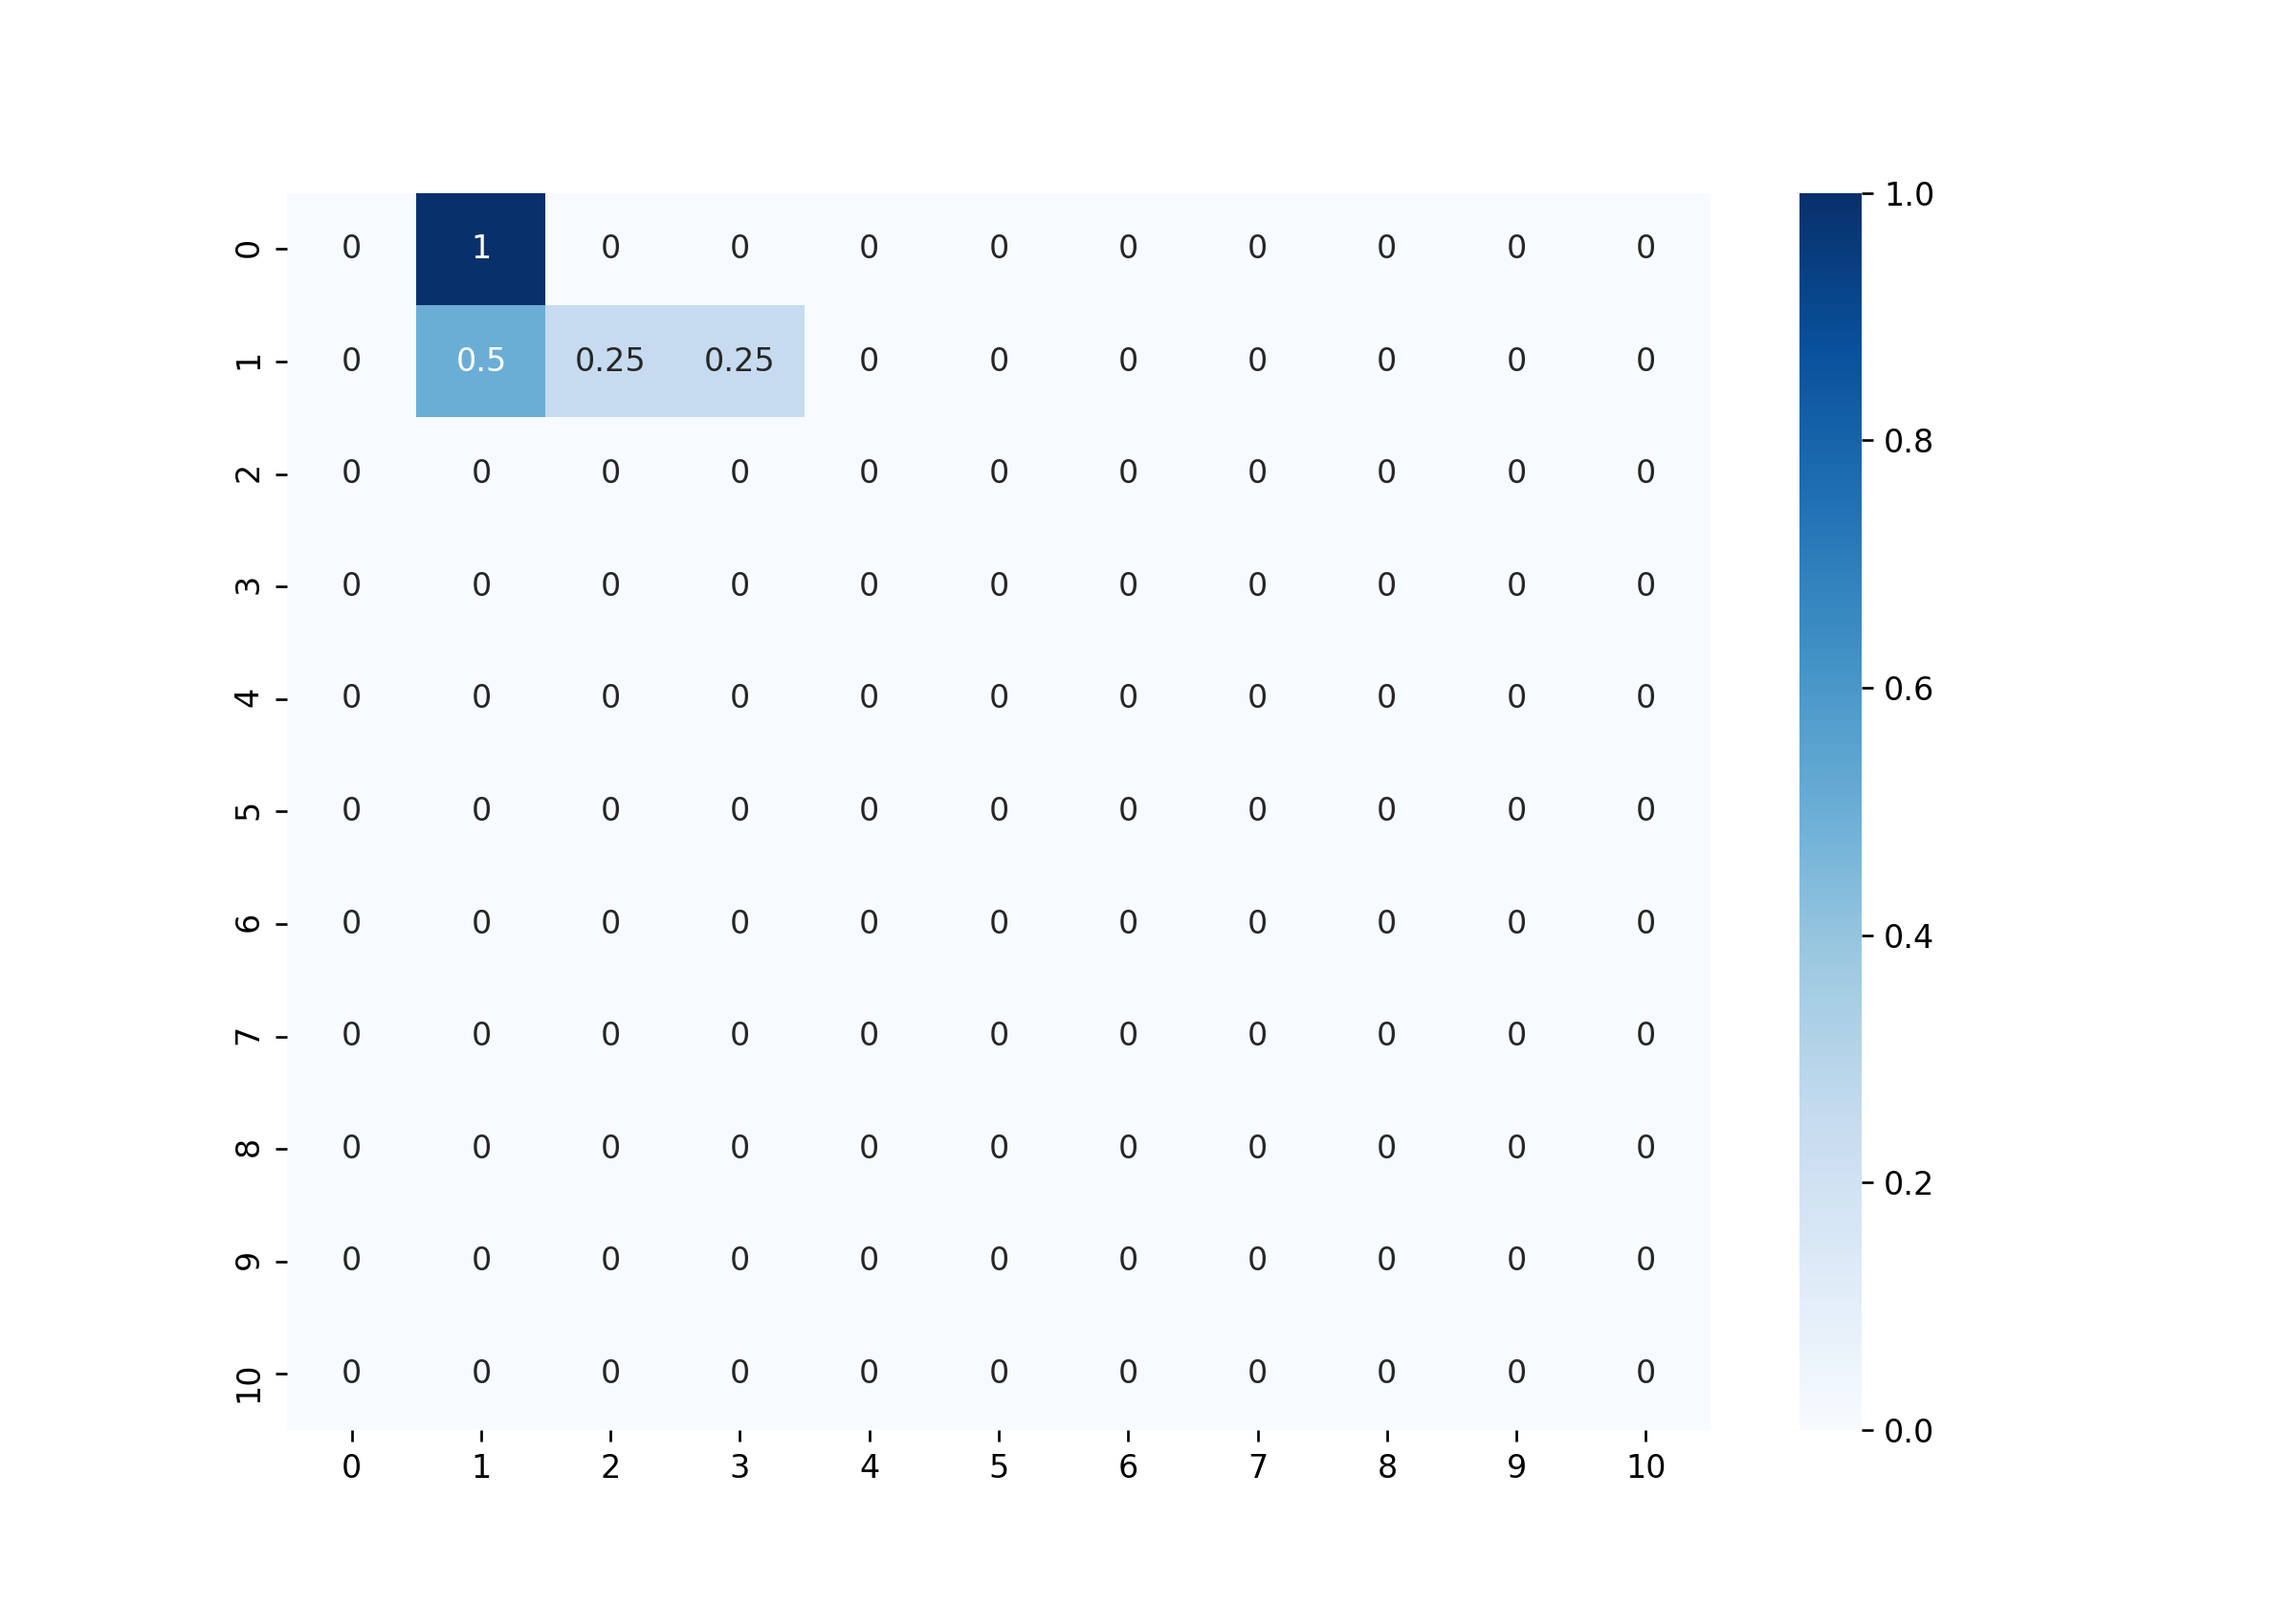 0 0 1 0 0 0 0 0 0 0 0 0
1 0 0.5 0.25 0.25 0 0 0 0 0 0 0
2 0 0 0 0 0 0 0 0 0 0 0
3 0 0 0 0 0 0 0 0 0 0 0
4 0 0 0 0 0 0 0 0 0 0 0
5 0 0 0 0 0 0 0 0 0 0 0
6 0 0 0 0 0 0 0 0 0 0 0
7 0 0 0 0 0 0 0 0 0 0 0
8 0 0 0 0 0 0 0 0 0 0 0
9 0 0 0 0 0 0 0 0 0 0 0
10 0 0 0 0 0 0 0 0 0 0 0
0 1 2 3 4 5 6 7 8 9 10
1.0
0.8
0.6
0.4
0.2
0.0